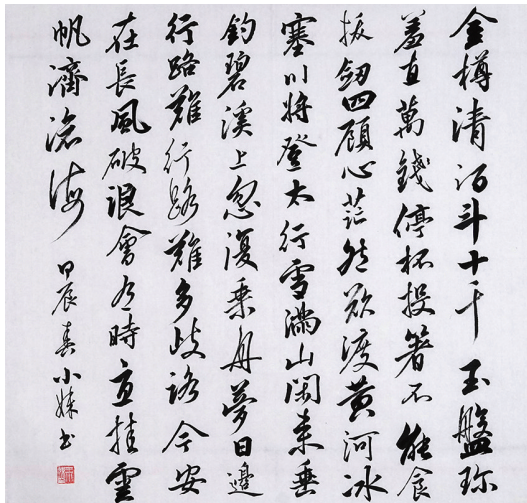 金樽清酒斗十千玉盤珍
羞直萬錢停杯投箸不能食
拔劍四顧心茫然欲渡黄河冰
塞川將登太行雪滿山閑來垂
釣碧溪上忽復乘舟夢日邊
行路難行路難多歧路今安
在長風破浪會有時直挂雲
帆濟滄海
甲辰春小妹书